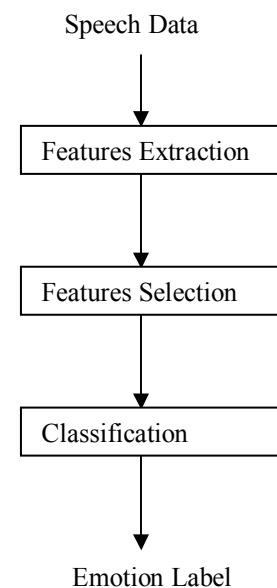 Speech Data
Features Extraction
Features Selection
Classification
Emotion Label